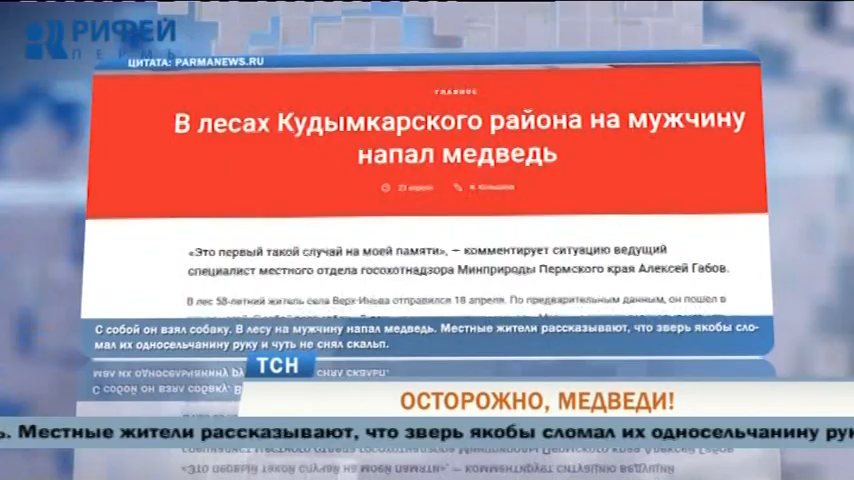 РИФЕЙ
ПЕРМЬ
ЦИТАТА: PARMANEWS.RU
ГЛАВНОЕ
В лесах Кудымкарского района на мужчину
напал медведь
23 апреля
«Это первый такой случай на моей памяти», — комментирует ситуацию ведущий
специалист местного отдела госохотнадзора Минприроды Пермского края Алексей Габов.
В лес 58-летний житель села Верх-Иньва отправился 18 апреля. По предварительным данным, он пошел в
С собой он взял собаку. В лесу на мужчину напал медведь. Местные жители рассказывают, что зверь якобы сло-
мал их односельчанину руку и чуть не снял скальп.
ТСН
ОСТОРОЖНО, МЕДВЕДИ!
ь. Местные жители рассказывают, что зверь якобы сломал их односельчанину рук